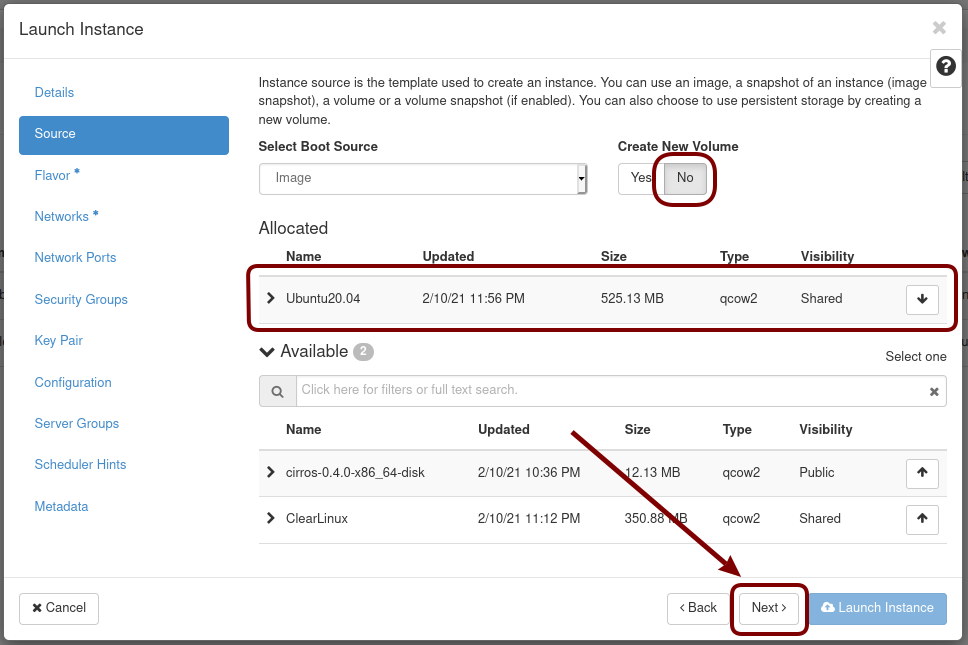 Launch Instance
Details
Source
Flavor *
Networks *
Network Ports
Security Groups
Key Pair
Configuration
Server Groups
Scheduler Hints
Metadata
Instance source is the template used to create an instance. You can use an image, a snapshot of an instance (image
snapshot), a volume or a volume snapshot (if enabled). You can also choose to use persistent storage by creating a
new volume.
Select Boot Source Create New Volume
Image Yes No
Allocated
Name Updated Size Type Visibility
Ubuntu20.04 2/10/21 11:56 PM 525.13 MB qcow2 Shared
Available 2
Select one
Click here for filters or full text search.
Name Updated Size Type Visibility
cirros-0.4.0-x86_64-disk 2/10/21 10:36 PM 12.13 MB qcow2 Public
ClearLinux 2/10/21 11:12 PM 350.88 MB qcow2 Shared
Cancel < Back Next > Launch Instance